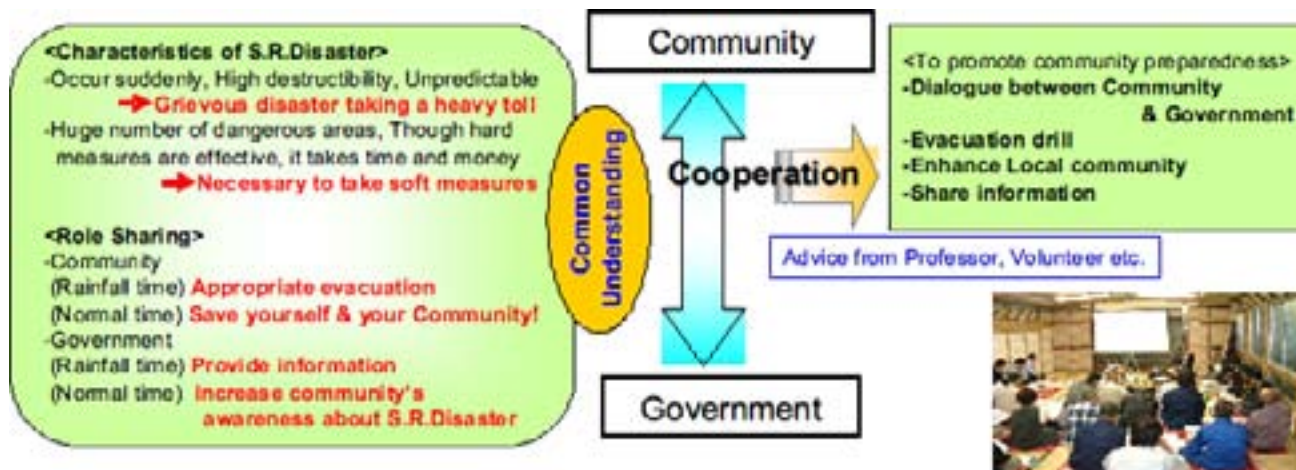 <Characteristics of S.R.Disaster>
-Occur suddenly, High destructibility, Unpredictable
Grievous disaster taking a heavy toll
-Huge number of dangerous areas, Though hard
measures are effective, it takes time and money
Necessary to take soft measures
<Role Sharing>
-Community
(Rainfall time) Appropriate evacuation
(Normal time) Save yourself & your Community!
-Government
(Rainfall time) Provide information
(Normal time) Increase community's
awareness about S.R.Disaster
Common
Understanding
Community
Cooperation
Government
<To promote community preparedness>
-Dialogue between Community
& Government
-Evacuation drill
-Enhance Local community
-Share information
Advice from Professor, Volunteer etc.